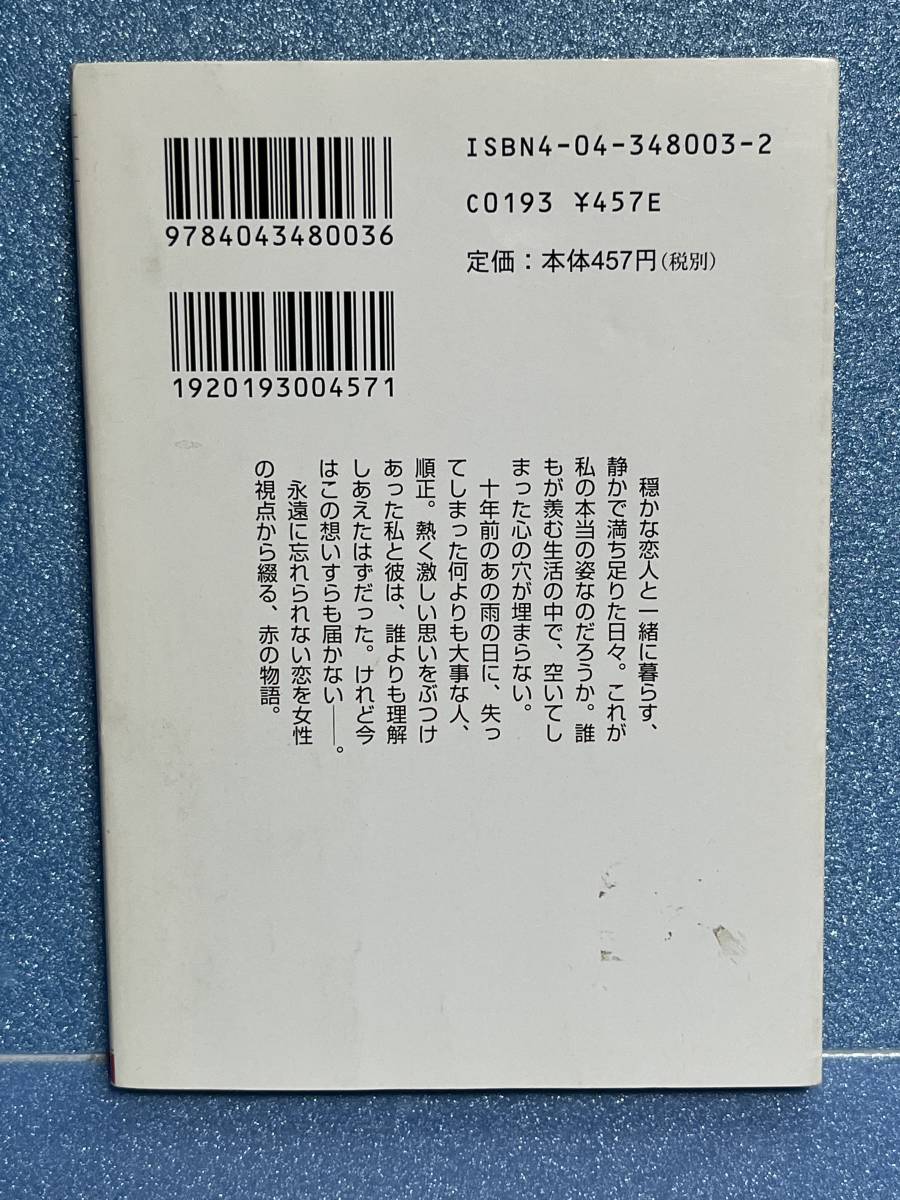 ISBN4-04-348003-2
C0193 ¥457E
定価：本体457円（税別）
9784043480036
1920193004571
穏かな恋人と一緒に暮らす、
静かで満ち足りた日々。これが
私の本当の姿なのだろうか。誰
もが羨む生活の中で、空いてし
まった心の穴が埋まらない。
十年前のあの雨の日に、失っ
てしまった何よりも大事な人、
順正。熱く激しい思いをぶつけ
あった私と彼は、誰よりも理解
しあえたはずだった。けれど今
はこの想いすらも届かない――。
永遠に忘れられない恋を女性
の視点から綴る、赤の物語。